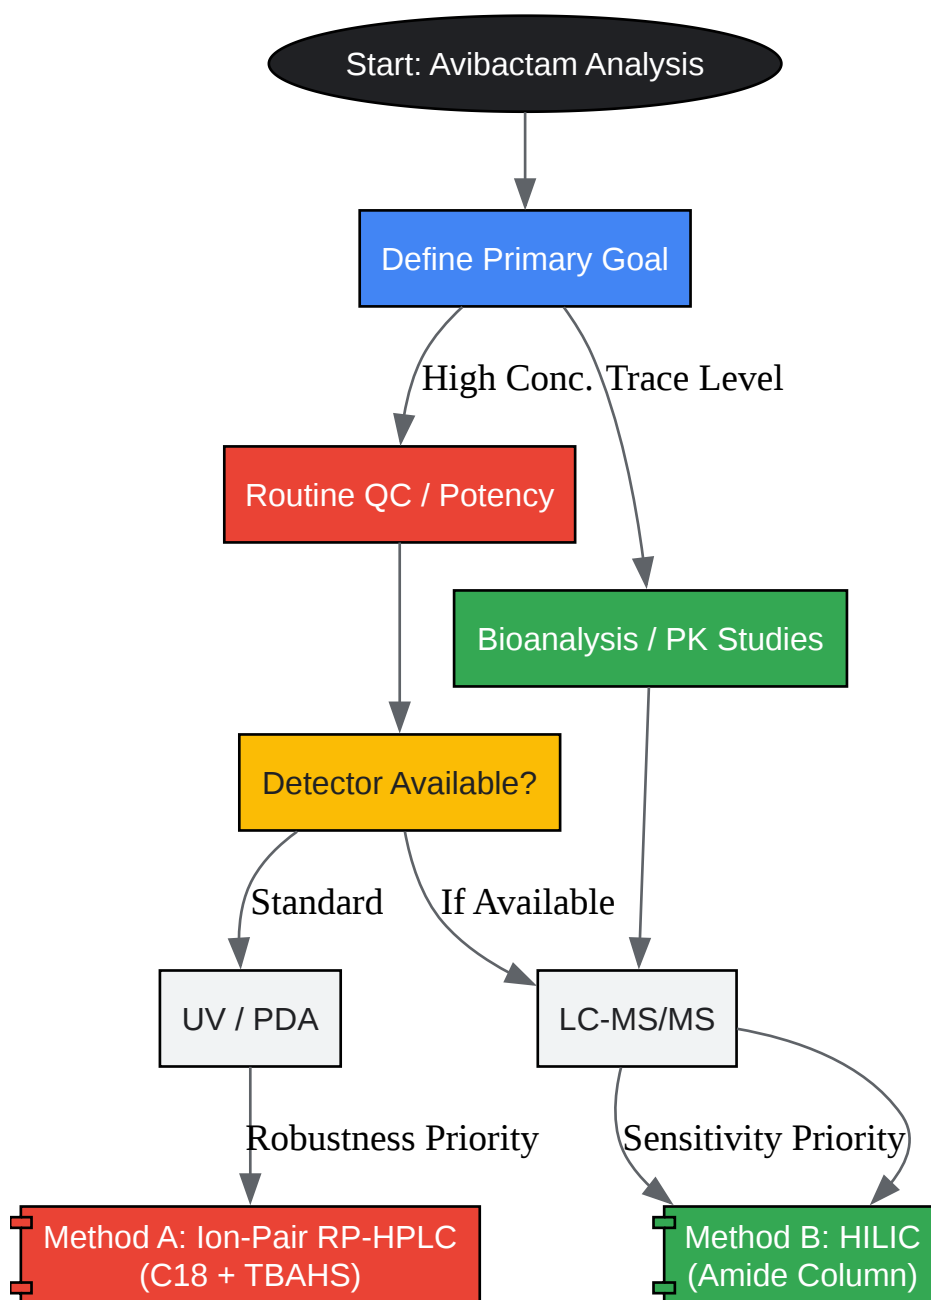 Start: Avibactam Analysis
Define Primary Goal
High Conc.
Trace Level
Routine QC / Potency
Bioanalysis / PK Studies
Detector Available?
Standard
If Available
UV / PDA
LC-MS/MS
Robustness Priority
Sensitivity Priority
Method A: Ion-Pair RP-HPLC
(C18 + TBAHS)
Method B: HILIC
(Amide Column)